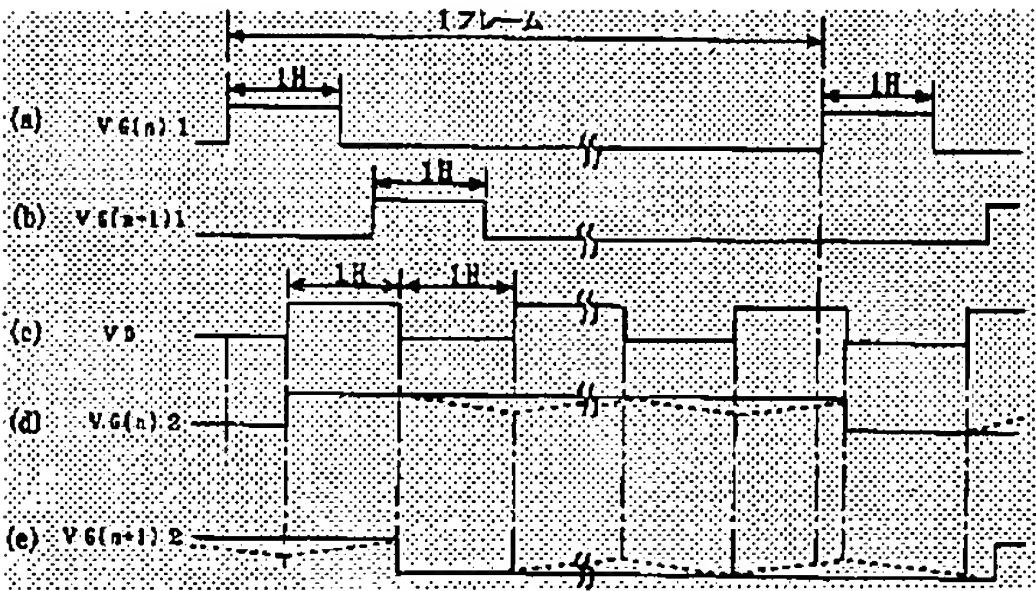 1フレーム
1H 1H
(a) VG(n)1
1H
(b) VG(n+1)1
1H 1H
(c) VD
(d) VG(n)2
(e) VG(n+1)2